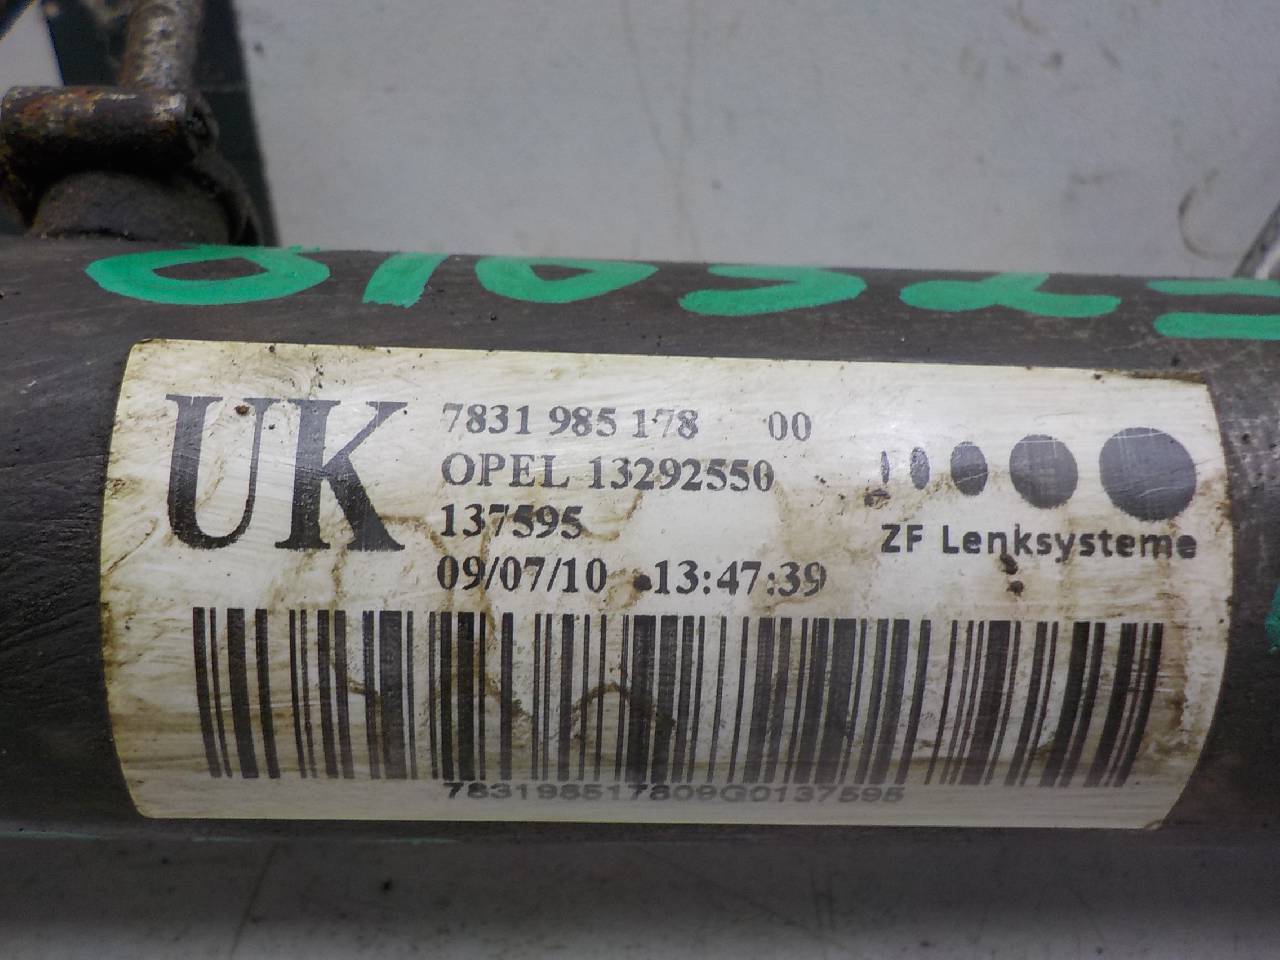 UK
7831 985 178 00
OPEL 13292550
137595
09/07/10 13:47:39
ZF Lenksysteme
783198517809G0137595